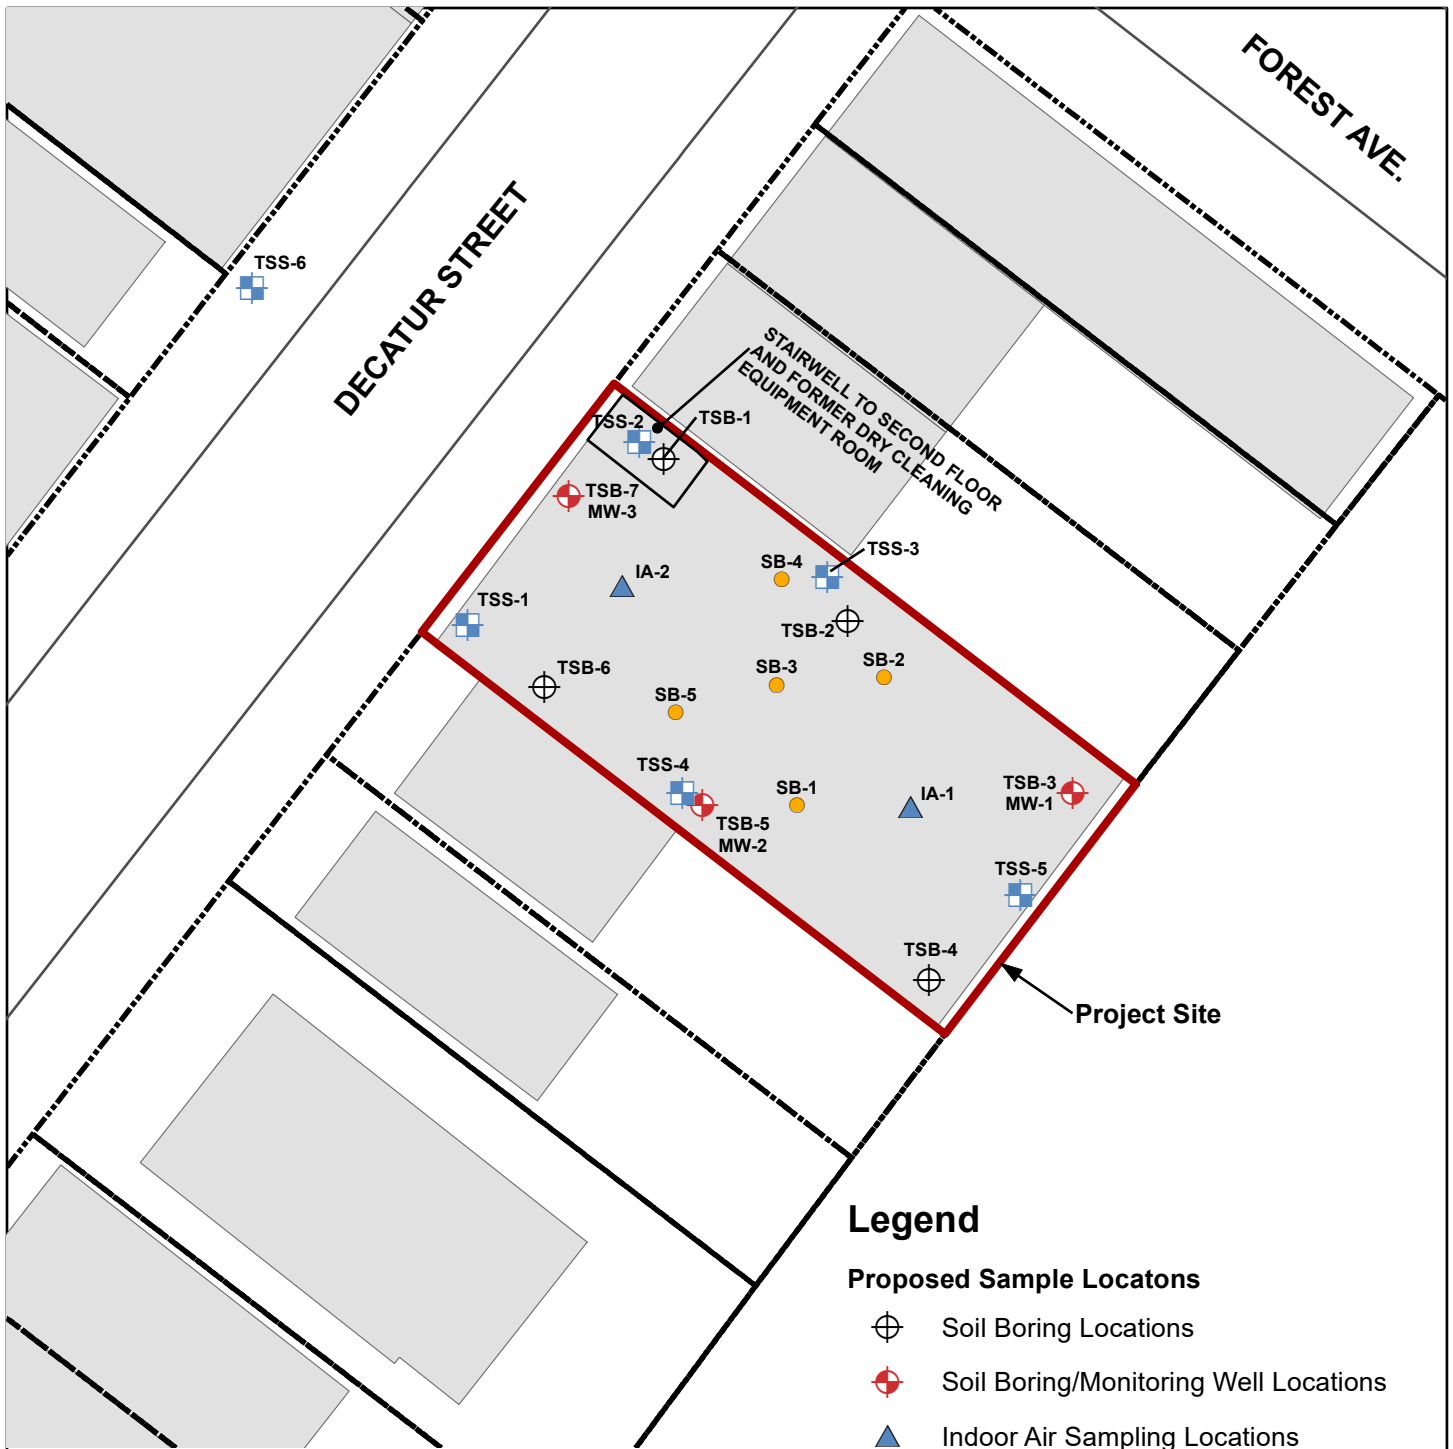 FOREST AVE.
DECATUR STREET
TSS-6
STAIRWELL TO SECOND FLOOR
AND FORMER DRY CLEANING
EQUIPMENT ROOM
TSS-2
TSB-1
TSB-7
MW-3
TSS-3
SB-4
IA-2
TSS-1
TSB-2
TSB-6
SB-3
SB-2
SB-5
TSS-4
SB-1
IA-1
TSB-3
MW-1
TSB-5
MW-2
TSS-5
TSB-4
Project Site
Legend
Proposed Sample Locatons
Soil Boring Locations
Soil Boring/Monitoring Well Locations
Indoor Air Sampling Locations